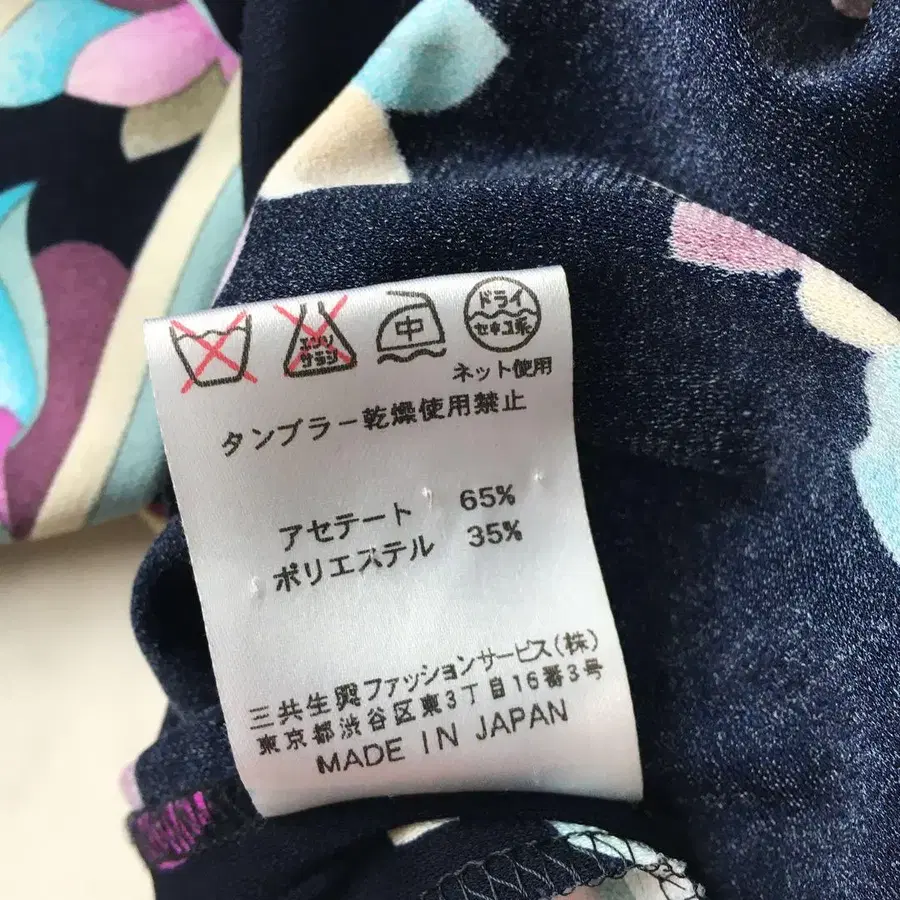 エンソ
サラシ
中
ドライ
セキユ系
ネット使用
タンブラー乾燥使用禁止
アセテート 65%
ポリエステル 35%
三共生興ファッションサービス(株)
東京都渋谷区東3丁目16番3号
MADE IN JAPAN